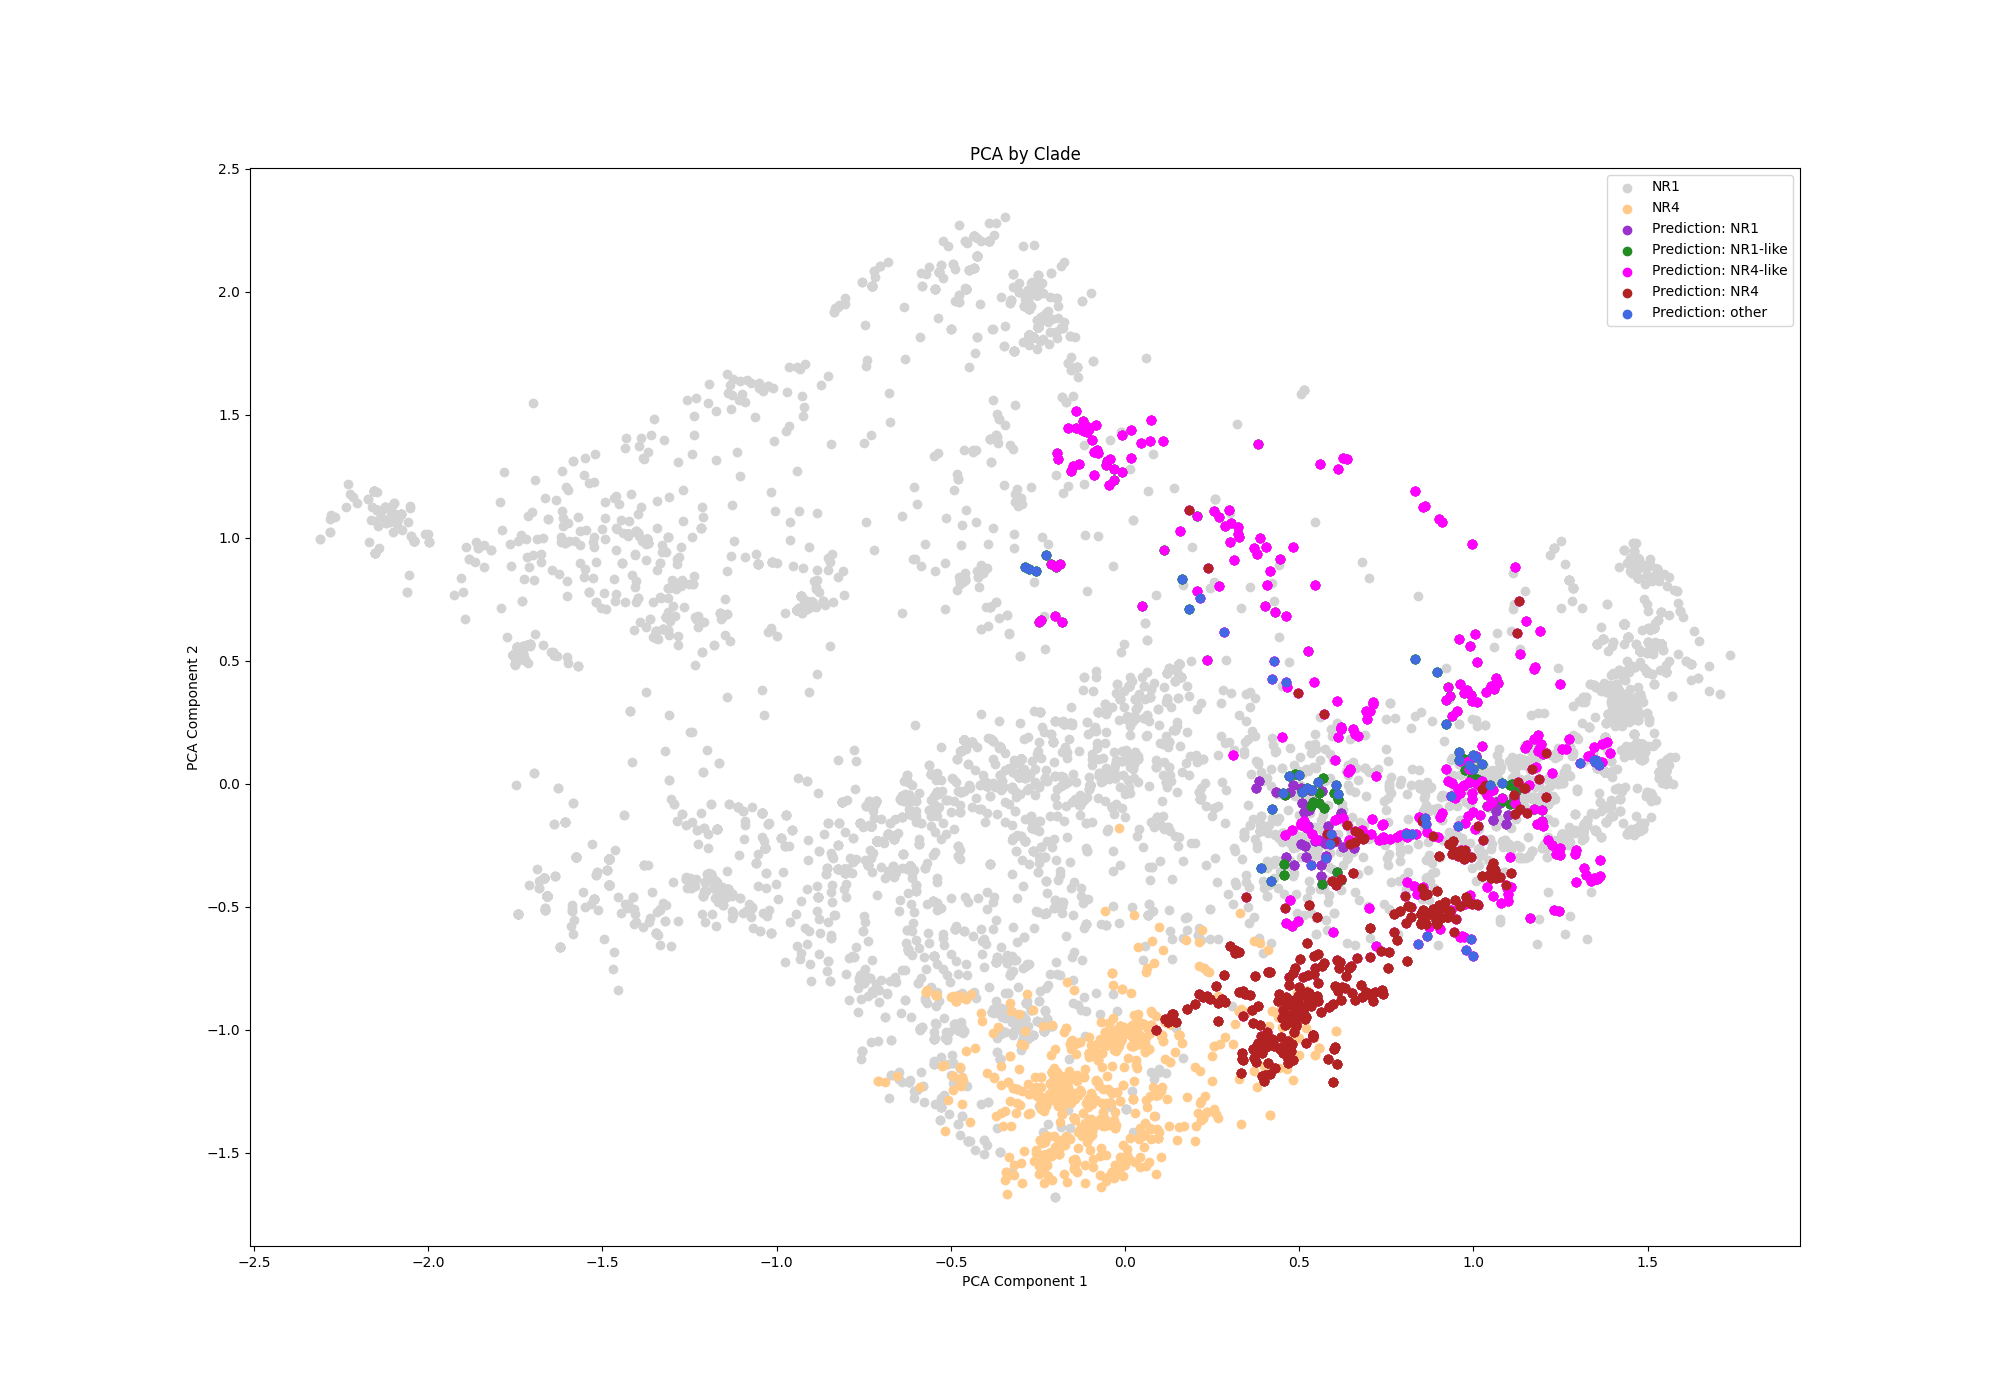 PCA by Clade
NR1
NR4
Prediction: NR1
Prediction: NR1-like
Prediction: NR4-like
Prediction: NR4
Prediction: other
PCA Component 2
2.5
2.0
1.5
1.0
0.5
0.0
−0.5
−1.0
−1.5
−2.5
−2.0
−1.5
−1.0
−0.5
0.0
0.5
1.0
1.5
PCA Component 1